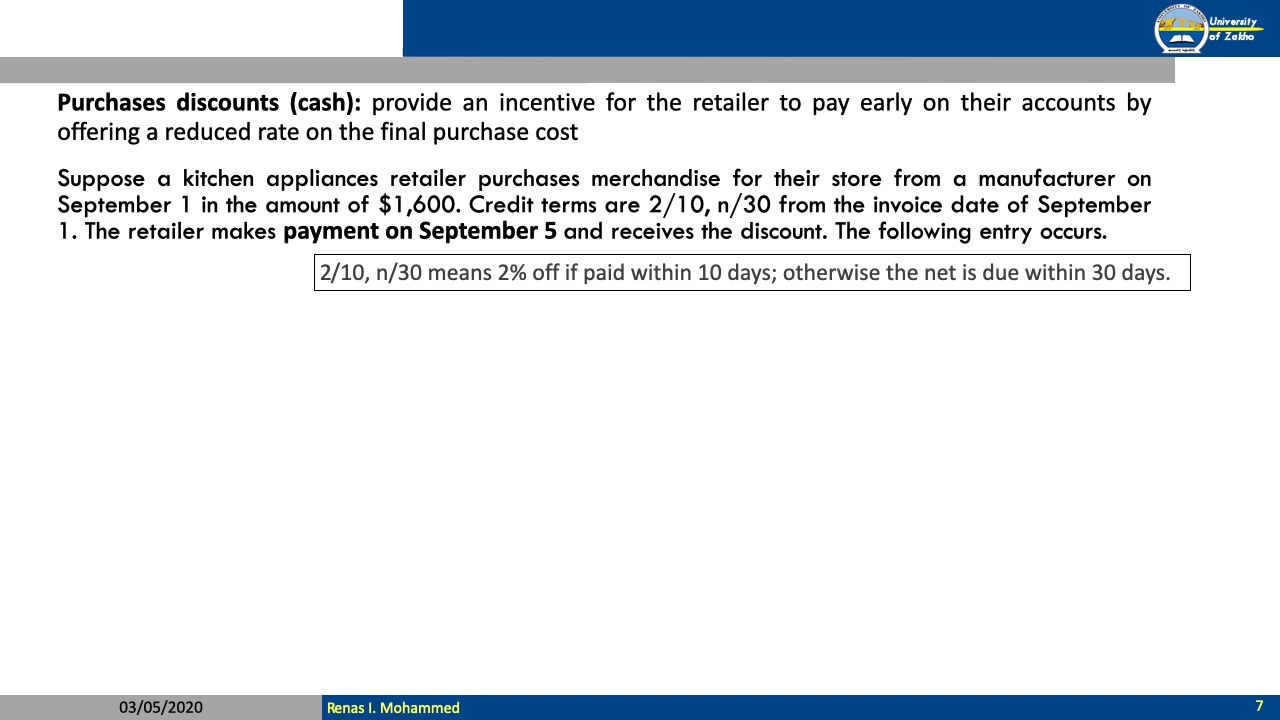 University
of Zakho
Purchases discounts (cash): provide an incentive for the retailer to pay early on their accounts by
offering a reduced rate on the final purchase cost
Suppose a kitchen appliances retailer purchases merchandise for their store from a manufacturer on
September 1 in the amount of $1,600. Credit terms are 2/10, n/30 from the invoice date of September
1. The retailer makes payment on September 5 and receives the discount. The following entry occurs.
2/10, n/30 means 2% off if paid within 10 days; otherwise the net is due within 30 days.
03/05/2020
Renas I. Mohammed
7